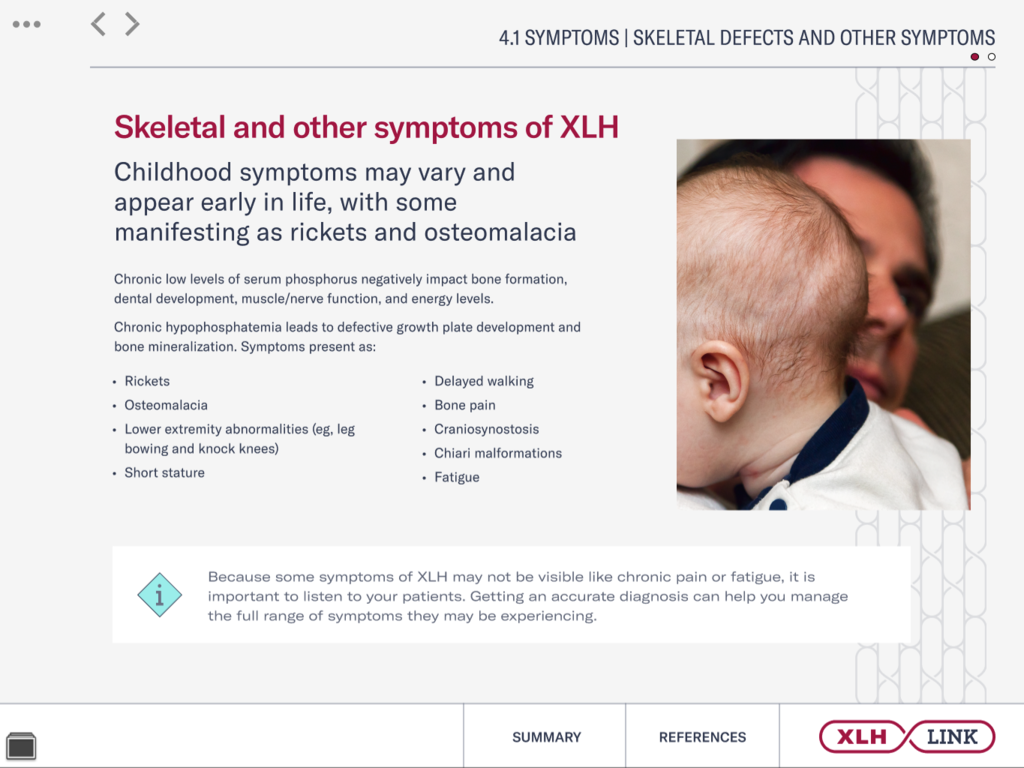 4.1 SYMPTOMS | SKELETAL DEFECTS AND OTHER SYMPTOMS
Skeletal and other symptoms of XLH
Childhood symptoms may vary and
appear early in life, with some
manifesting as rickets and osteomalacia
Chronic low levels of serum phosphorus negatively impact bone formation,
dental development, muscle/nerve function, and energy levels.
Chronic hypophosphatemia leads to defective growth plate development and
bone mineralization. Symptoms present as:
• Rickets
• Osteomalacia
• Lower extremity abnormalities (eg, leg
bowing and knock knees)
• Short stature
• Delayed walking
• Bone pain
• Craniosynostosis
• Chiari malformations
• Fatigue
i
Because some symptoms of XLH may not be visible like chronic pain or fatigue, it is
important to listen to your patients. Getting an accurate diagnosis can help you manage
the full range of symptoms they may be experiencing.
SUMMARY
REFERENCES
XLH LINK